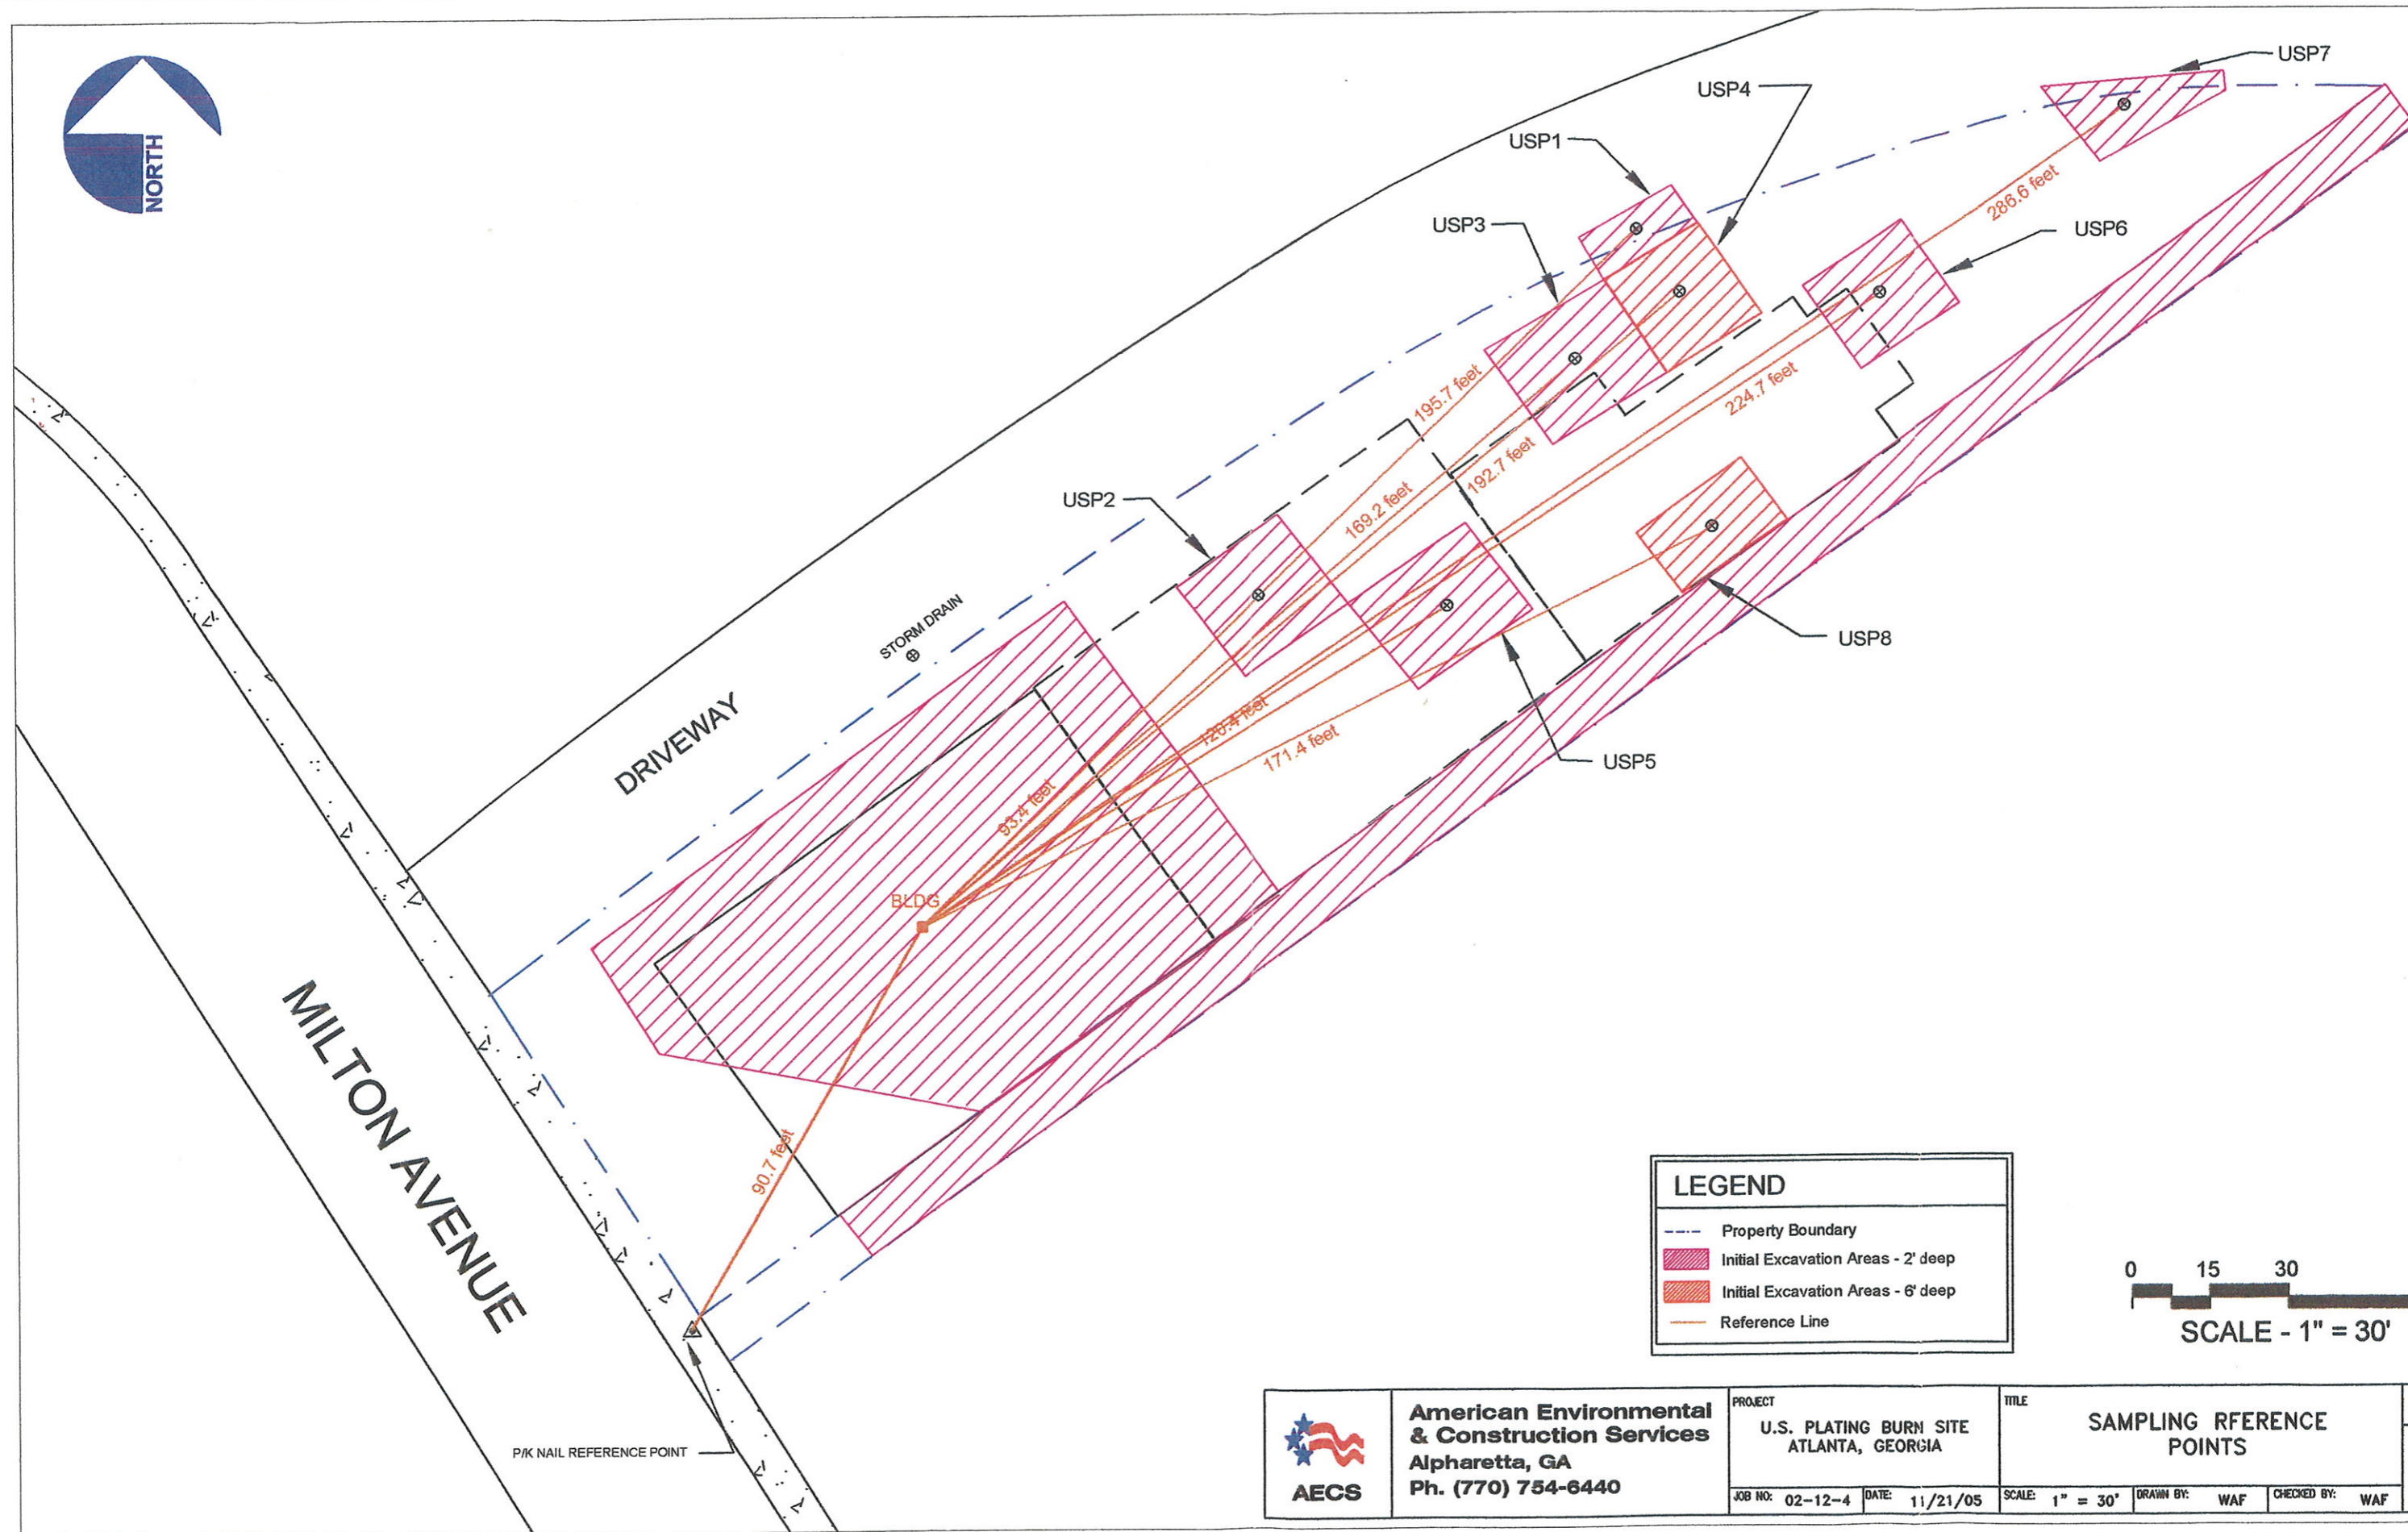 NORTH
USP7
USP4
USP1
286.6 feet
USP3
USP6
195.7 feet
224.7 feet
192.7 feet
169.2 feet
USP2
STORM DRAIN
USP8
DRIVEWAY
171.4 feet
USP5
93.4 feet
BLDG
MILTON AVENUE
90.7 feet
P/K NAIL REFERENCE POINT
LEGEND
Property Boundary
Initial Excavation Areas - 2' deep
Initial Excavation Areas - 6' deep
Reference Line
0 15 30
SCALE - 1" = 30'
AECS
American Environmental
& Construction Services
Alpharetta, GA
Ph. (770) 754-6440
PROJECT
U.S. PLATING BURN SITE
ATLANTA, GEORGIA
TITLE
SAMPLING RFERENCE
POINTS
JOB NO: 02-12-4 DATE: 11/21/05 SCALE: 1" = 30' DRAWN BY: WAF CHECKED BY: WAF